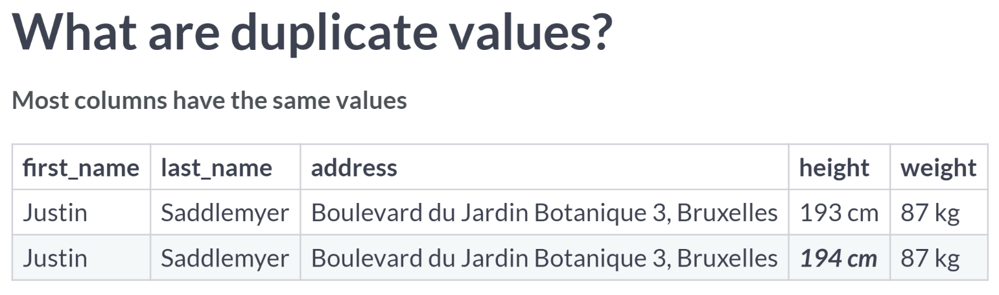 What are duplicate values?
Most columns have the same values
first_name last_name address height weight
Justin Saddlemyer Boulevard du Jardin Botanique 3, Bruxelles 193 cm 87 kg
Justin Saddlemyer Boulevard du Jardin Botanique 3, Bruxelles 194 cm 87 kg